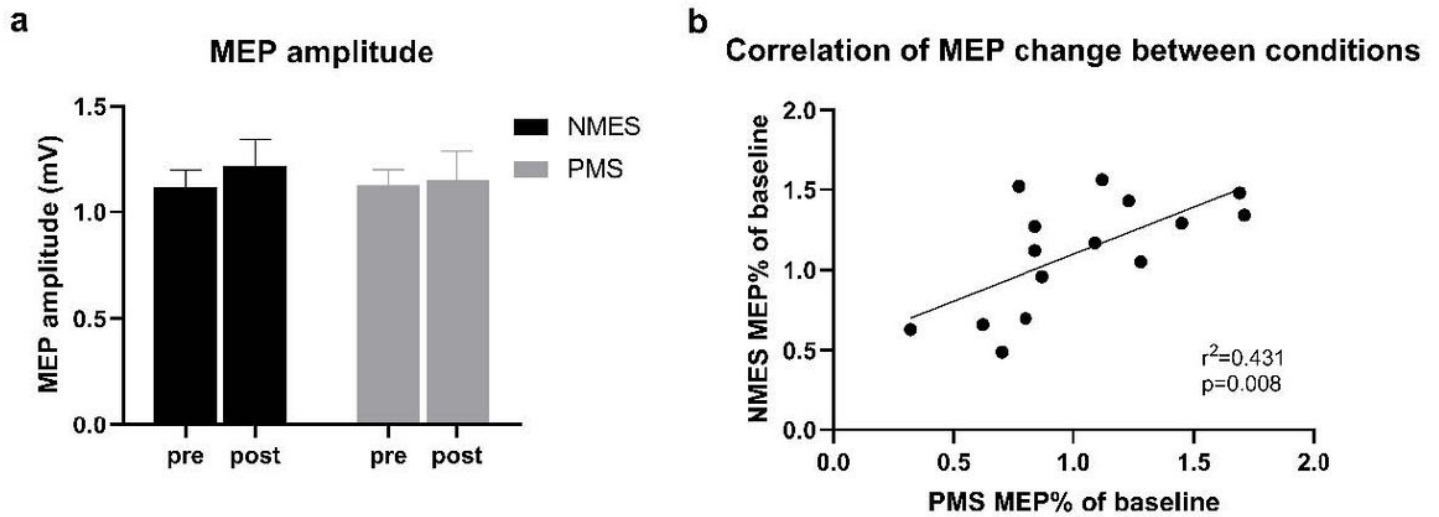 a
MEP amplitude
MEP amplitude (mV)
1.5
1.0
0.5
0.0
pre post pre post
NMES
PMS
b
Correlation of MEP change between conditions
NMES MEP% of baseline
2.0
1.5
1.0
0.5
0.0
r²=0.431
p=0.008
0.0 0.5 1.0 1.5 2.0
PMS MEP% of baseline